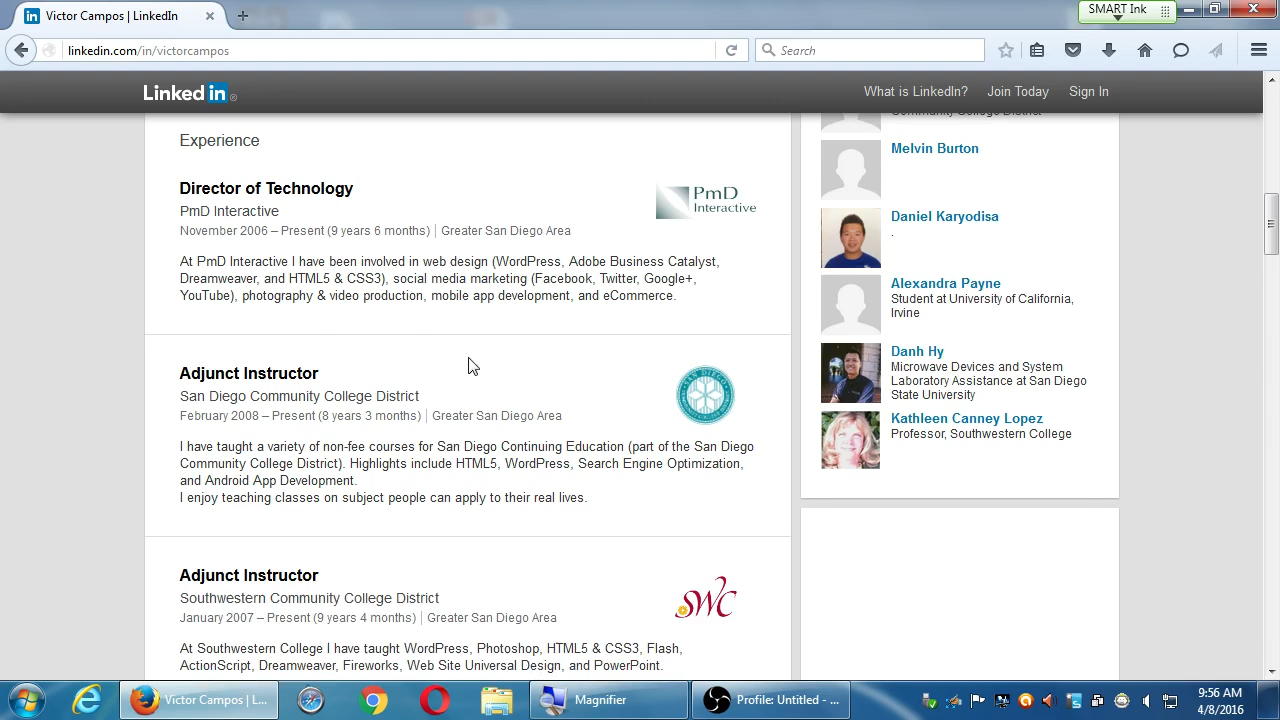 Victor Campos | LinkedIn
SMART Ink
linkedin.com/in/victorcampos
Search
Linked in
What is LinkedIn?
Join Today
Sign In
Experience
Director of Technology
PmD Interactive
November 2006 – Present (9 years 6 months) | Greater San Diego Area
PmD
Interactive
At PmD Interactive I have been involved in web design (WordPress, Adobe Business Catalyst,
Dreamweaver, and HTML5 & CSS3), social media marketing (Facebook, Twitter, Google+,
YouTube), photography & video production, mobile app development, and eCommerce.
Adjunct Instructor
San Diego Community College District
February 2008 – Present (8 years 3 months) | Greater San Diego Area
I have taught a variety of non-fee courses for San Diego Continuing Education (part of the San Diego
Community College District). Highlights include HTML5, WordPress, Search Engine Optimization,
and Android App Development.
I enjoy teaching classes on subject people can apply to their real lives.
Adjunct Instructor
Southwestern Community College District
January 2007 – Present (9 years 4 months) | Greater San Diego Area
SWC
At Southwestern College I have taught WordPress, Photoshop, HTML5 & CSS3, Flash,
ActionScript, Dreamweaver, Fireworks, Web Site Universal Design, and PowerPoint.
Community College District
Melvin Burton
Daniel Karyodisa
.
Alexandra Payne
Student at University of California,
Irvine
Danh Hy
Microwave Devices and System
Laboratory Assistance at San Diego
State University
Kathleen Canney Lopez
Professor, Southwestern College
Victor Campos | L...
Magnifier
Profile: Untitled - ...
9:56 AM
4/8/2016